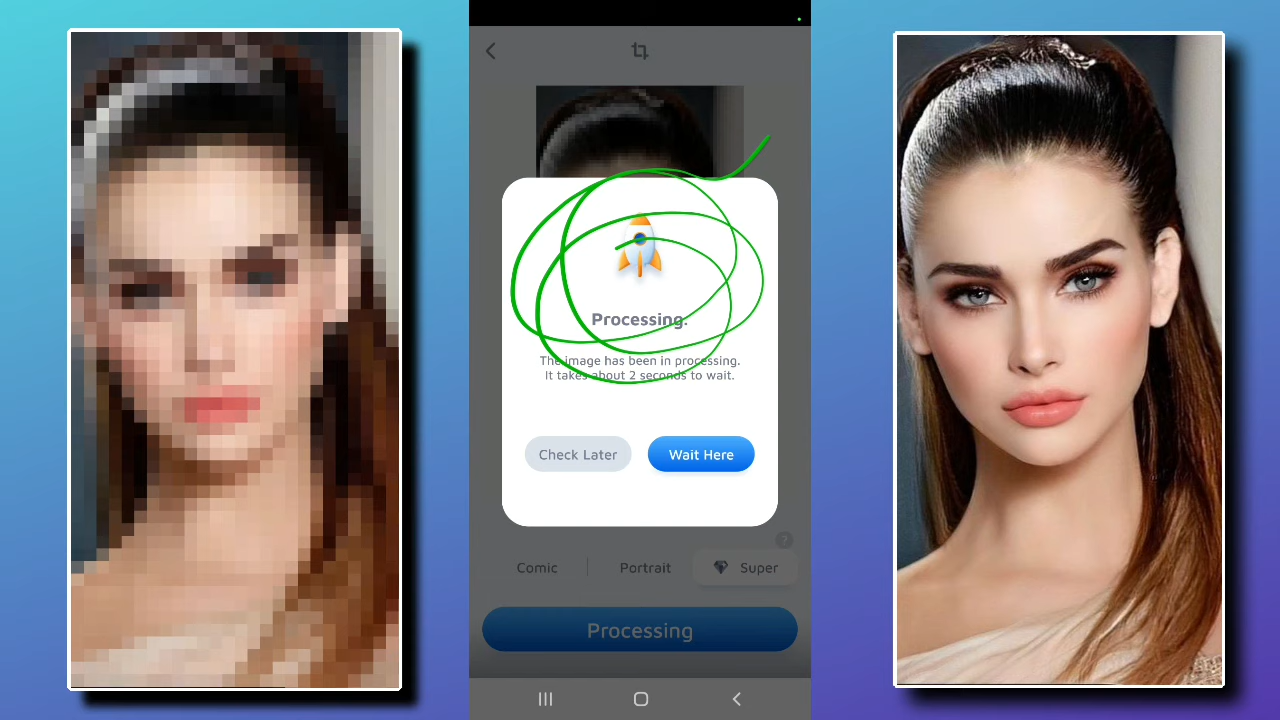 Processing.
The image has been in processing.
It takes about 2 seconds to wait.
Check Later
Wait Here
?
Comic
Portrait
Super
Processing